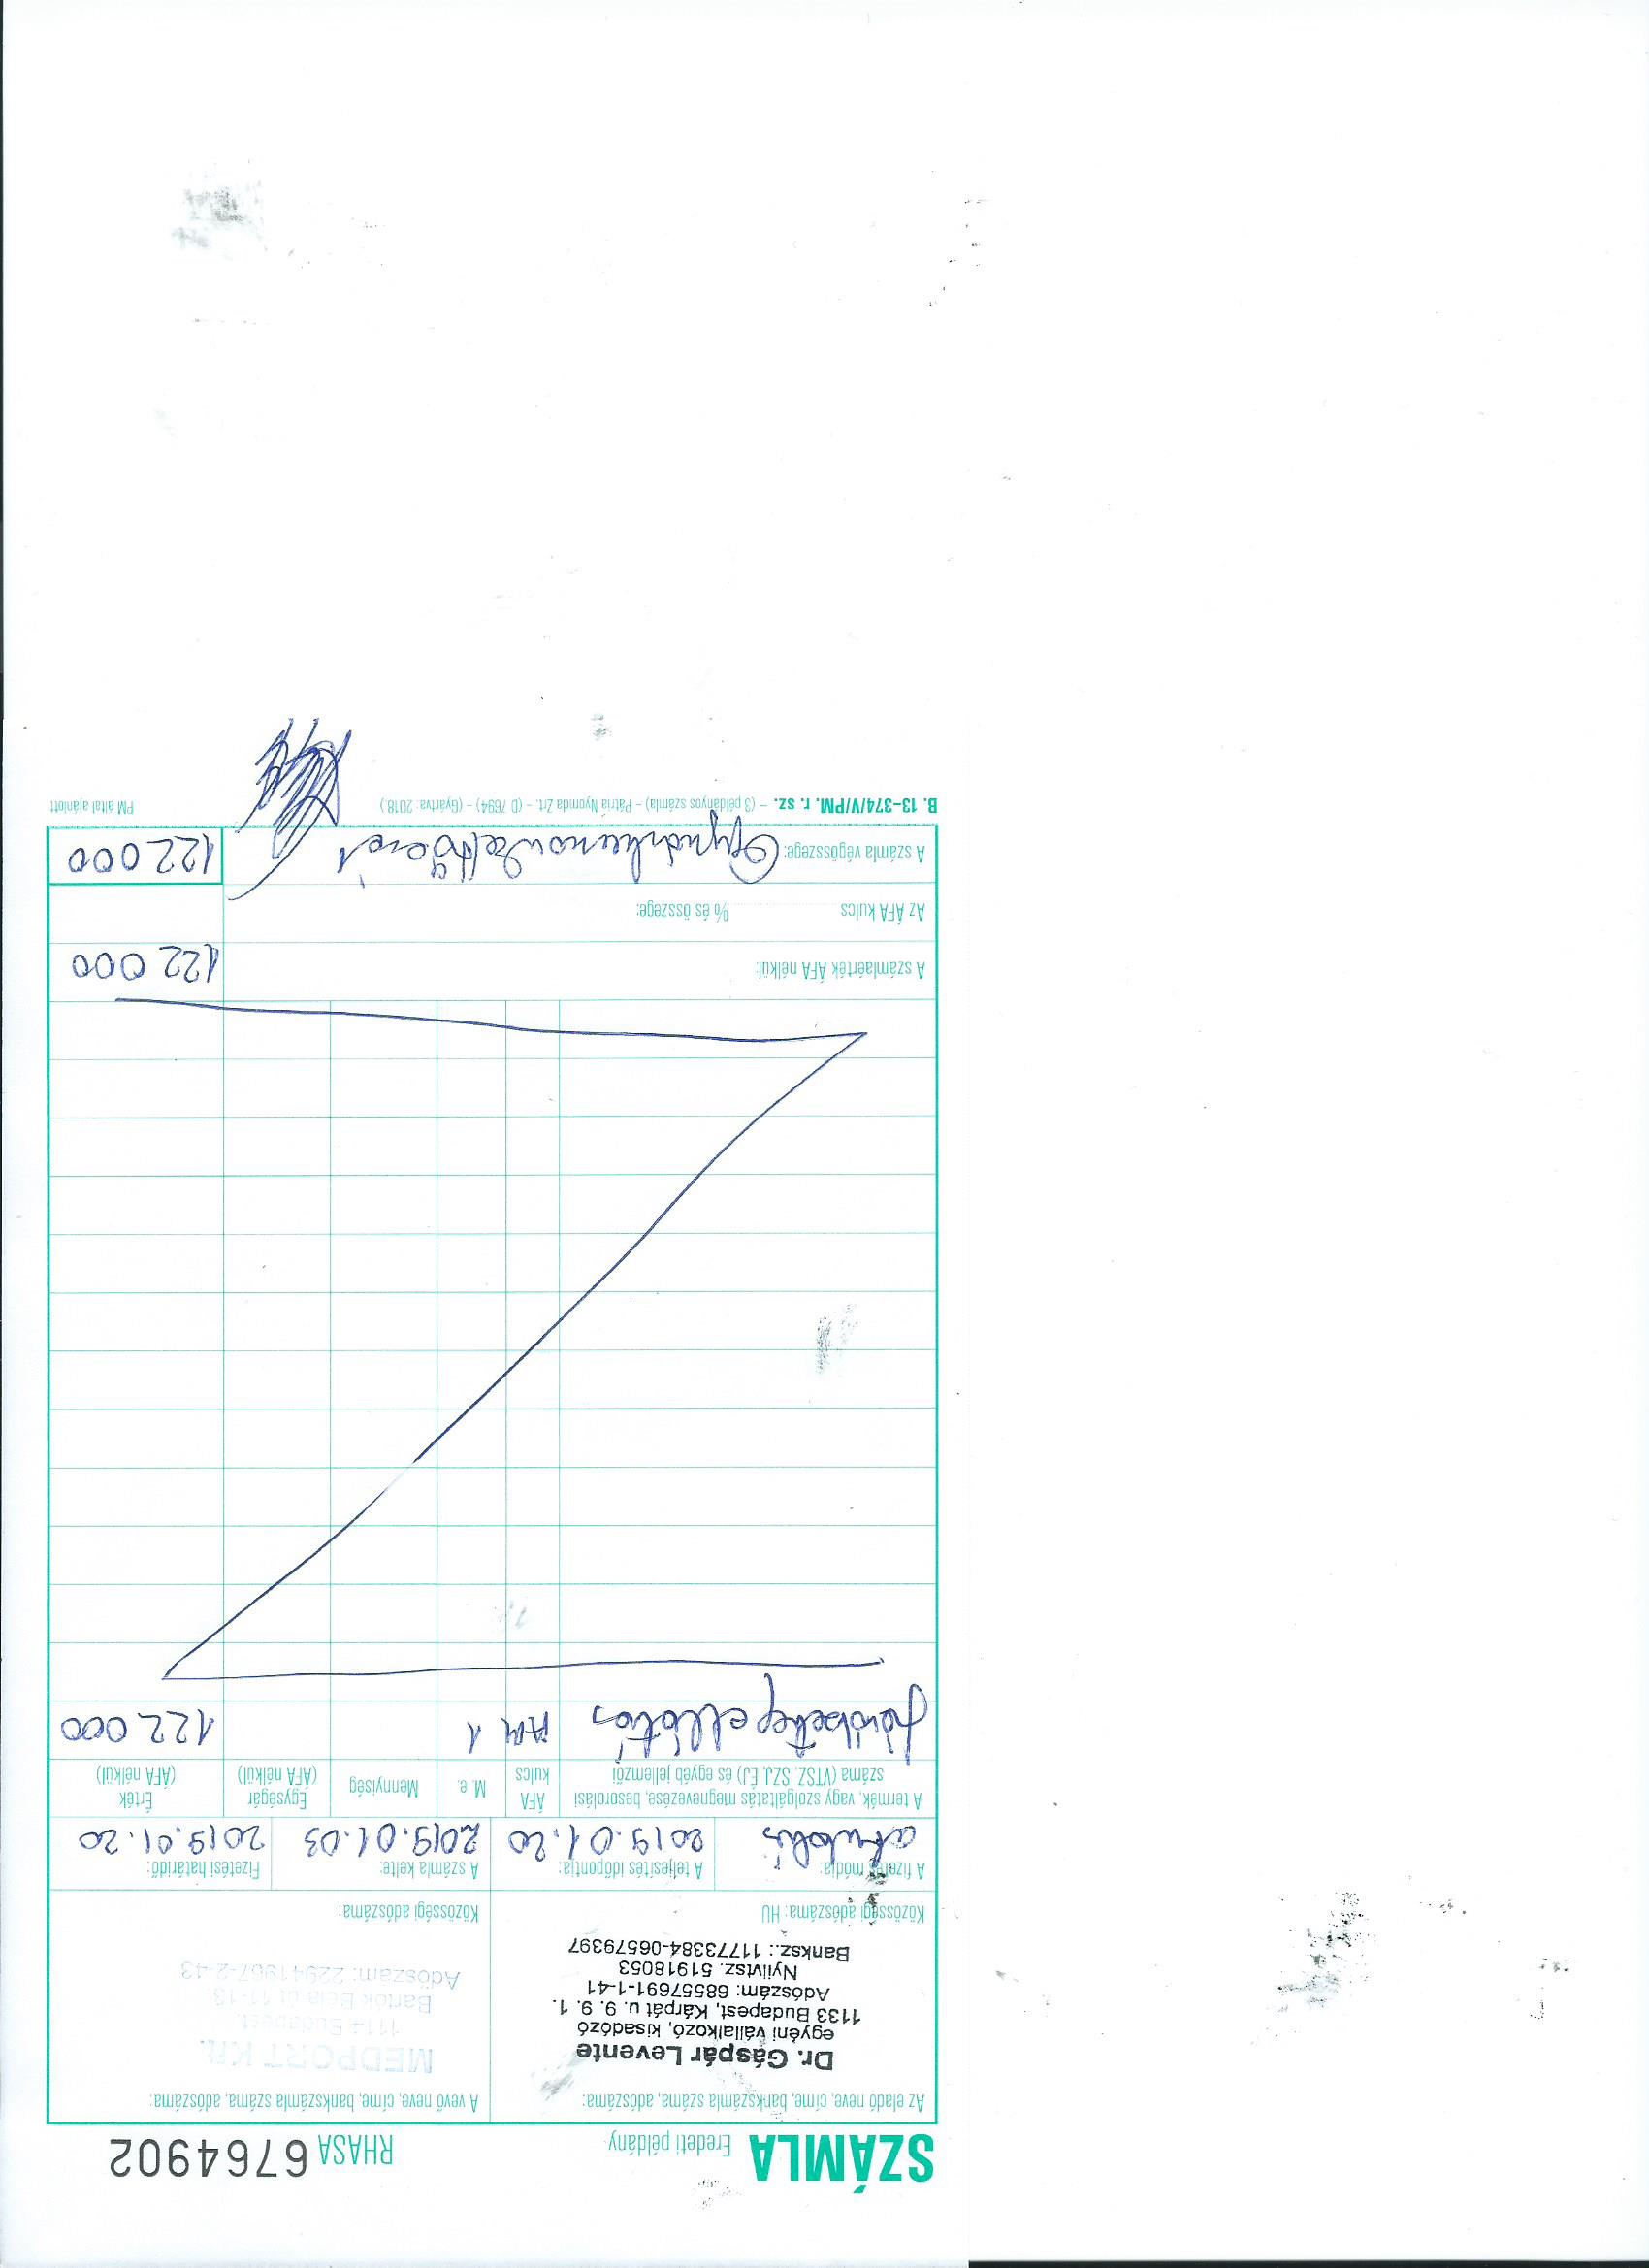 SZÁMLA Eredeti példány RHASA 6764902
Az eladó neve, címe, bankszámla száma, adószáma:
Dr. Gáspár Levente
egyéni vállalkozó, kisadózó
1133 Budapest, Kárpát u. 9. 9. 1.
Adószám: 68557691-1-41
Nyilvtsz. 51918053
Banksz.: 11773384-06579397
Közösségi adószáma: HU
A vevő neve, címe, bankszámla száma, adószáma:
MEDPORT Kft.
1114 Budapest,
Bartók Béla út 11-13
Adószám: 22941967-2-43
Közösségi adószáma:
A fizetés módja: A teljesítés időpontja: A számla kelte: Fizetési határidő:
átutalás 2019.01.20 2019.01.03 2019.01.20
A termék, vagy szolgáltatás megnevezése, besorolási száma (VTSZ, SZJ, ÉJ) és egyéb jellemzői ÁFA kulcs M. e. Mennyiség Egységár (ÁFA nélkül) Érték (ÁFA nélkül)
járóbeteg ellátás AM 1 122 000
A számlaérték ÁFA nélkül: 122 000
Az ÁFA kulcs % és összege:
A számla végösszege: 122 000
B. 13-374/V/PM. r. sz. – (3 példányos számla) – Pátria Nyomda Zrt. – (D 7694) – (Gyártva: 2018.) PM által ajánlott